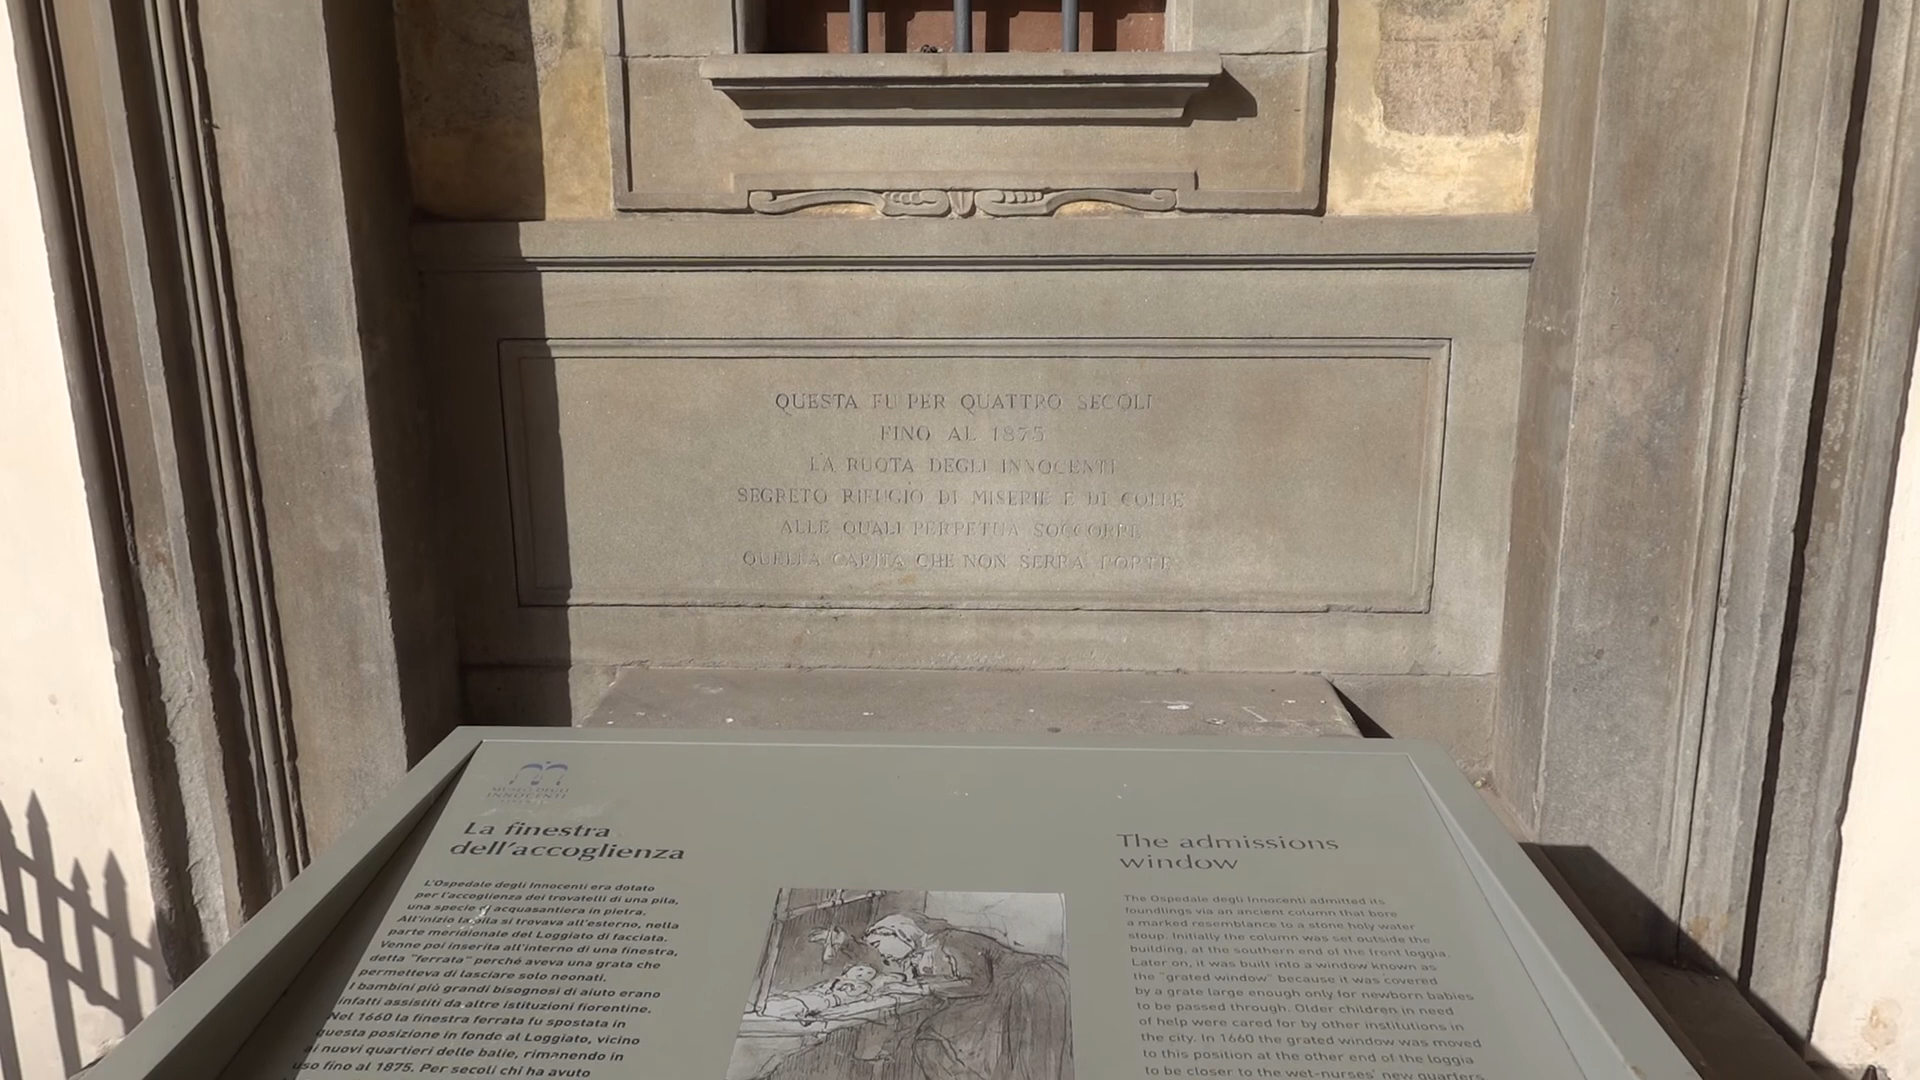 QUESTA FU PER QUATTRO SECOLI
FINO AL 1875
LA RUOTA DEGLI INNOCENTI
SEGRETO RIFUGIO DI MISERIE E DI COLPE
ALLE QUALI PERPETUA SOCCORRE
QUELLA CARITA CHE NON SERRA PORTE
MUSEO DEGLI
INNOCENTI
La finestra
dell'accoglienza
L'Ospedale degli Innocenti era dotato
per l'accoglienza dei trovatelli di una pila,
una specie di acquasantiera in pietra.
All'inizio la pila si trovava all'esterno, nella
parte meridionale del Loggiato di facciata.
Venne poi inserita all'interno di una finestra,
detta "ferrata" perché aveva una grata che
permetteva di lasciare solo neonati.
I bambini più grandi bisognosi di aiuto erano
infatti assistiti da altre istituzioni fiorentine.
Nel 1660 la finestra ferrata fu spostata in
questa posizione in fondo al Loggiato, vicino
ai nuovi quartieri delle balie, rimanendo in
uso fino al 1875. Per secoli chi ha avuto
The admissions
window
The Ospedale degli Innocenti admitted its
foundlings via an ancient column that bore
a marked resemblance to a stone holy water
stoup. Initially the column was set outside the
building, at the southern end of the front loggia.
Later on, it was built into a window known as
the "grated window" because it was covered
by a grate large enough only for newborn babies
to be passed through. Older children in need
of help were cared for by other institutions in
the city. In 1660 the grated window was moved
to this position at the other end of the loggia
to be closer to the wet-nurses' new quarters